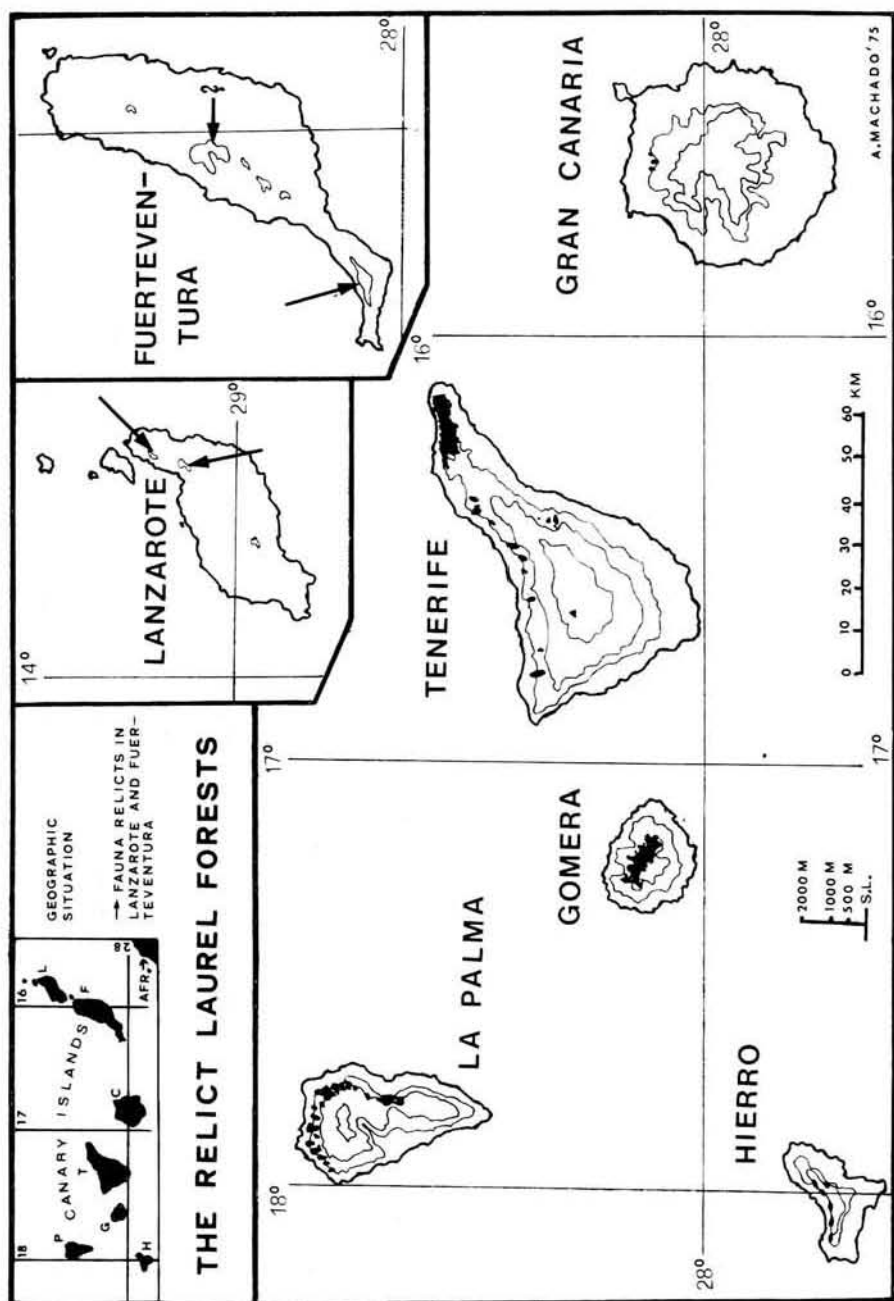 18
17
16
P
CANARY ISLANDS
T
G
H
C
F
L
28
AFR.
GEOGRAPHIC
SITUATION
→ FAUNA RELICTS IN
LANZAROTE AND FUER-
TEVENTURA
THE RELICT LAUREL FORESTS
14°
LANZAROTE
29°
FUERTEVEN-
TURA
?
28°
18°
17°
16°
LA PALMA
GOMERA
TENERIFE
GRAN CANARIA
HIERRO
28°
28°
2000 M
1000 M
500 M
S.L.
0 10 20 30 40 50 60 KM
17°
16°
A. MACHADO'75